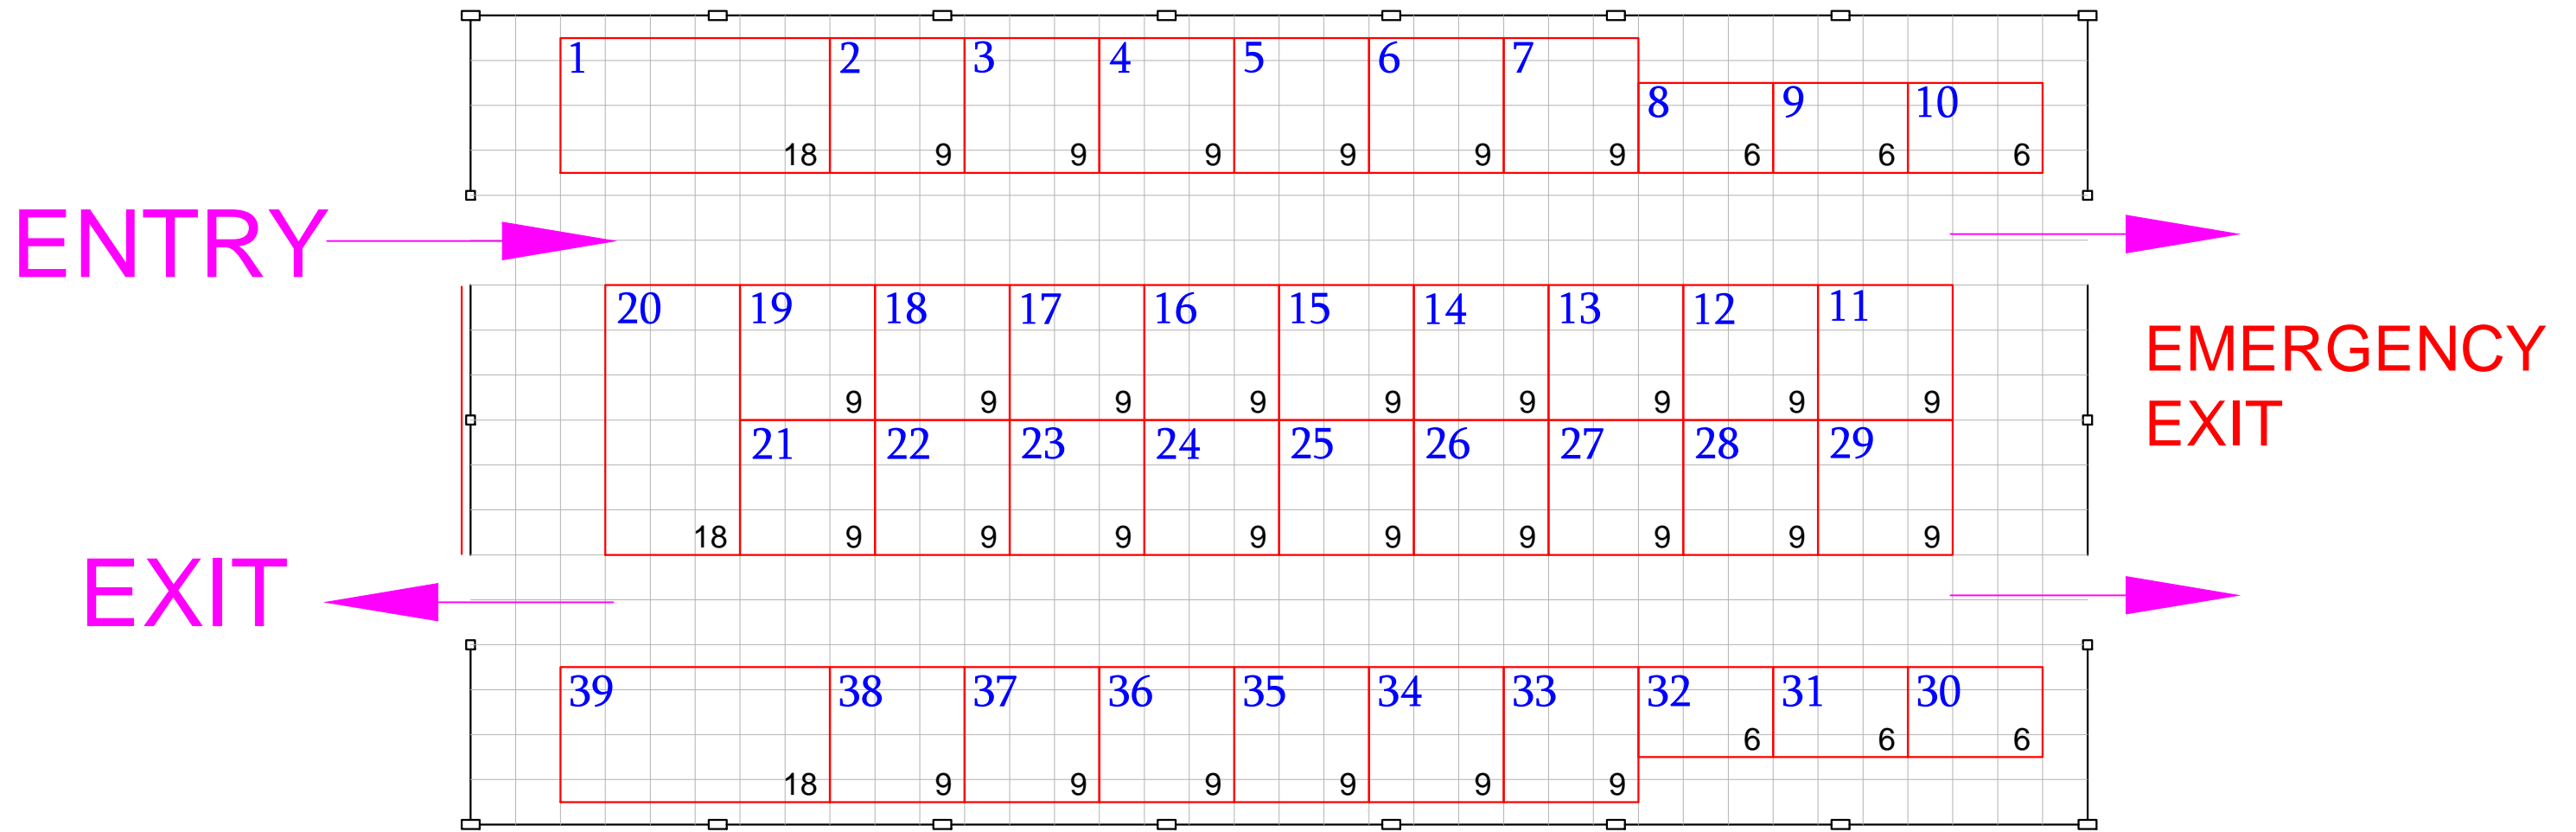 1 2 3 4 5 6 7
8 9 10
18 9 9 9 9 9 9 6 6 6
ENTRY
20 19 18 17 16 15 14 13 12 11
EMERGENCY
EXIT
9 9 9 9 9 9 9 9 9
21 22 23 24 25 26 27 28 29
18 9 9 9 9 9 9 9 9 9
EXIT
39 38 37 36 35 34 33 32 31 30
6 6 6
18 9 9 9 9 9 9